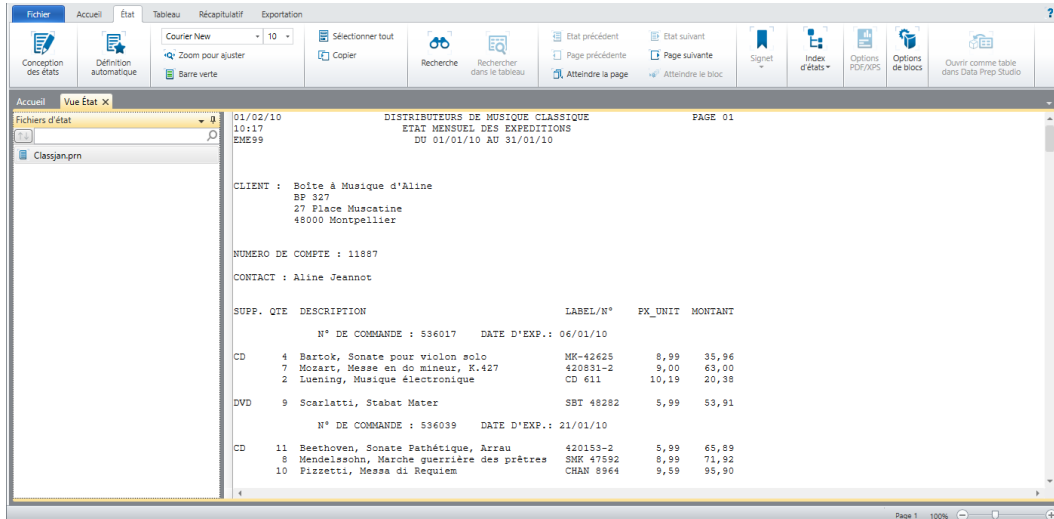 Fichier Accueil État Tableau Récapitulatif Exportation ?
Conception des états
Définition automatique
Courier New 10
Zoom pour ajuster
Barre verte
Sélectionner tout
Copier
Recherche
Rechercher dans le tableau
Etat précédent Etat suivant
Page précédente Page suivante
Atteindre la page Atteindre le bloc
Signet
Index d'états
Options PDF/XPS
Options de blocs
Ouvrir comme table dans Data Prep Studio
Accueil Vue État
Fichiers d'état
Classjan.prn
01/02/10 DISTRIBUTEURS DE MUSIQUE CLASSIQUE PAGE 01
10:17 ETAT MENSUEL DES EXPEDITIONS
EME99 DU 01/01/10 AU 31/01/10
CLIENT : Boîte à Musique d'Aline
BP 327
27 Place Muscatine
48000 Montpellier
NUMERO DE COMPTE : 11887
CONTACT : Aline Jeannot
SUPP. QTE DESCRIPTION LABEL/N° PX_UNIT MONTANT
N° DE COMMANDE : 536017 DATE D'EXP.: 06/01/10
CD 4 Bartok, Sonate pour violon solo MK-42625 8,99 35,96
7 Mozart, Messe en do mineur, K.427 420831-2 9,00 63,00
2 Luening, Musique électronique CD 611 10,19 20,38
DVD 9 Scarlatti, Stabat Mater SBT 48282 5,99 53,91
N° DE COMMANDE : 536039 DATE D'EXP.: 21/01/10
CD 11 Beethoven, Sonate Pathétique, Arrau 420153-2 5,99 65,89
8 Mendelssohn, Marche guerrière des prêtres SMK 47592 8,99 71,92
10 Pizzetti, Messa di Requiem CHAN 8964 9,59 95,90
Page 1 100%